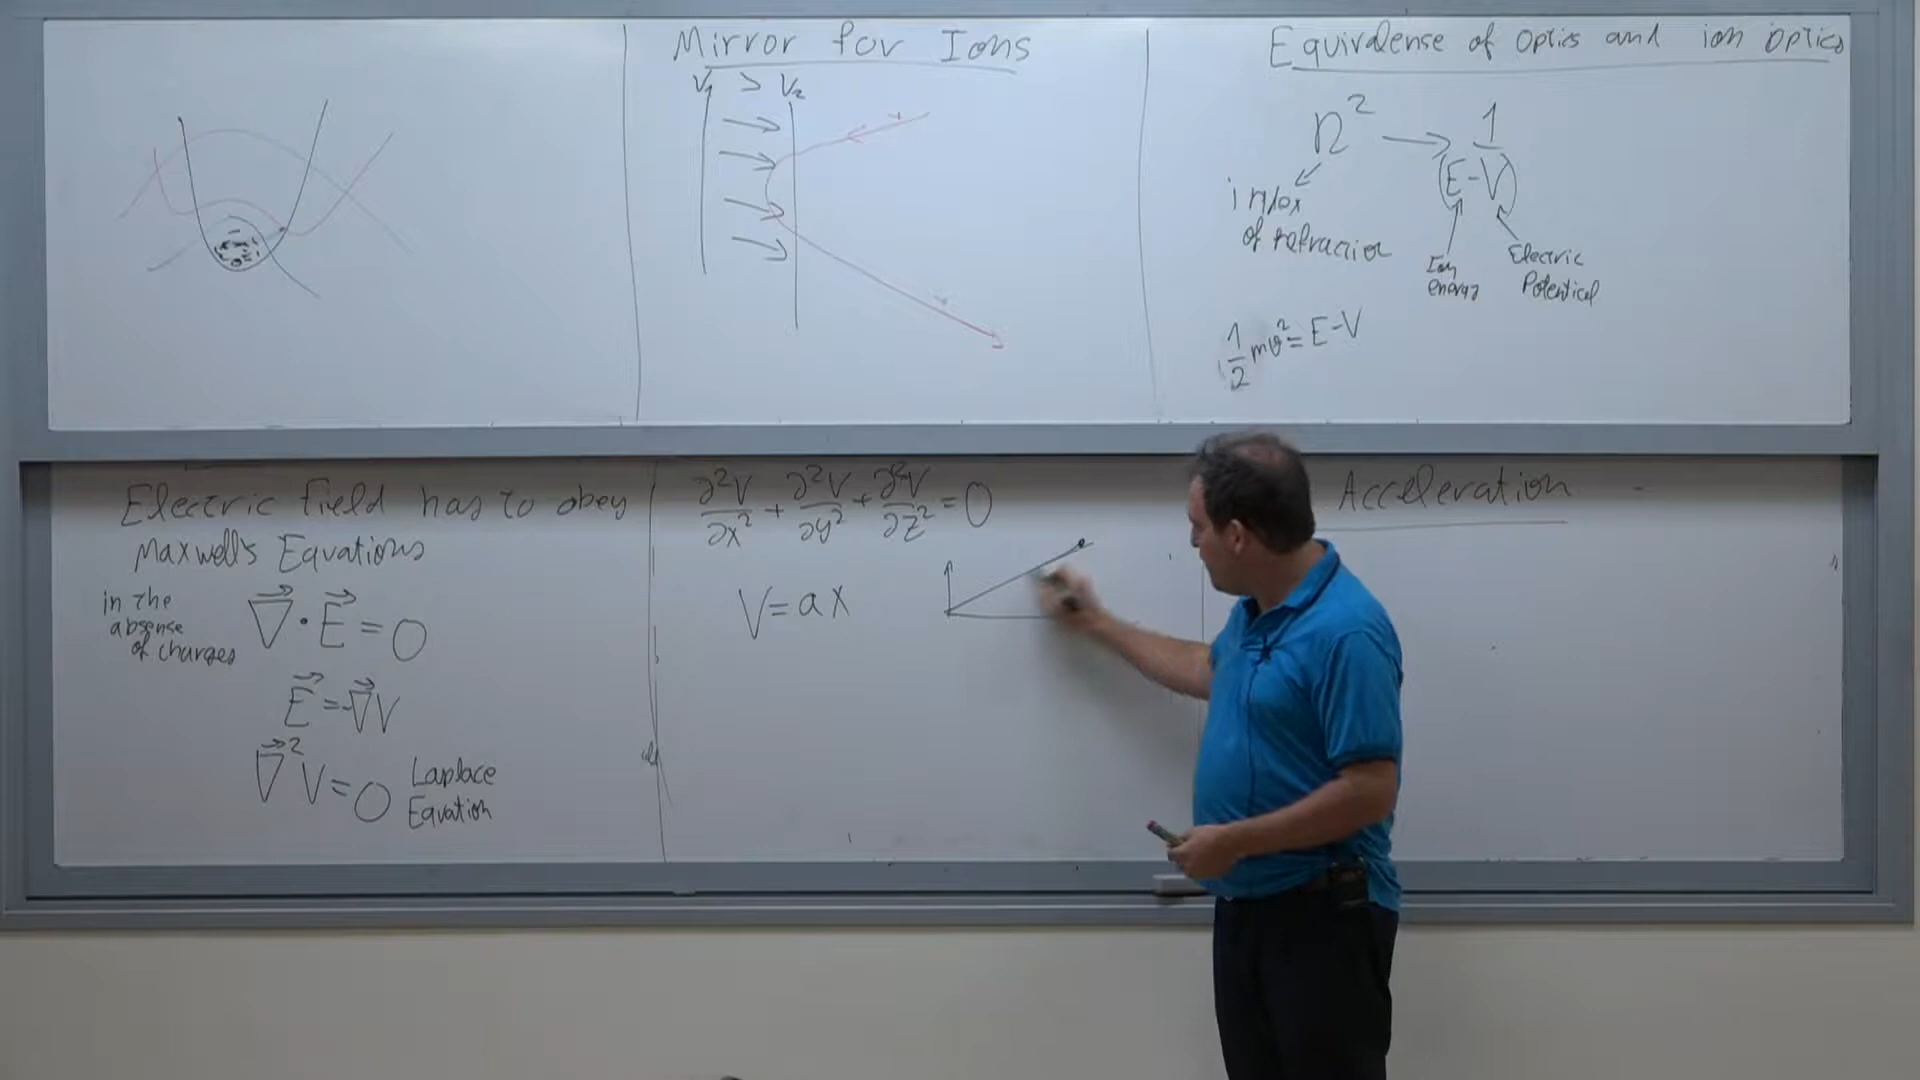 Mirror for Ions
V₁ > V₂
Equivalense of optics and ion optics
n² → 1/(E-V)
index
of refraction
Ion
energy
Electric
Potential
1/2 mv² = E-V
Electric field has to obey
Maxwell's Equations
in the
absense
of charges
∇⃗ · E⃗ = 0
E⃗ = -∇⃗V
∇⃗²V = 0
Laplace
Equation
∂²V/∂x² + ∂²V/∂y² + ∂²V/∂z² = 0
V = ax
Acceleration